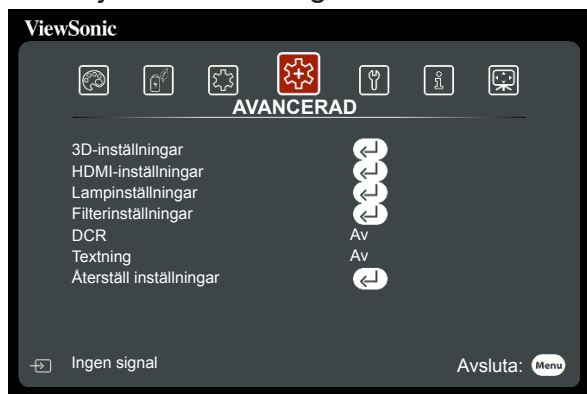 ViewSonic
AVANCERAD
3D-inställningar
HDMI-inställningar
Lampinställningar
Filterinställningar
DCR Av
Textning Av
Återställ inställningar
Ingen signal Avsluta: Menu